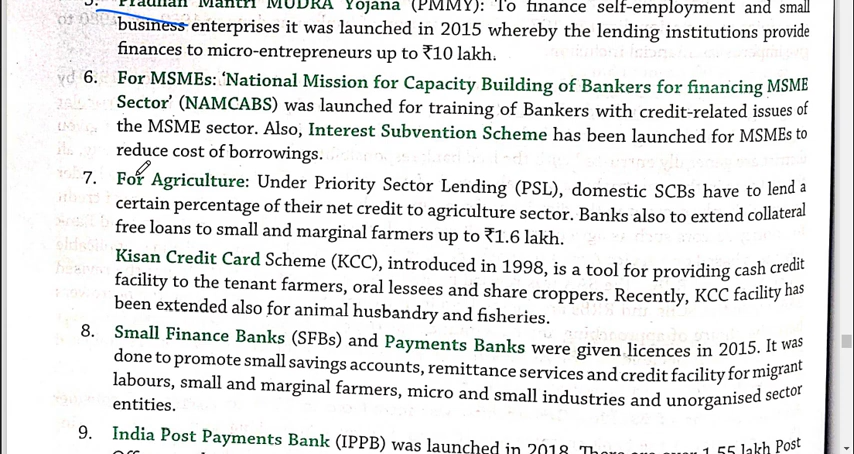 5. Pradhan Mantri MUDRA Yojana (PMMY): To finance self-employment and small
business enterprises it was launched in 2015 whereby the lending institutions provide
finances to micro-entrepreneurs up to ₹10 lakh.
6. For MSMEs: ‘National Mission for Capacity Building of Bankers for financing MSME
Sector’ (NAMCABS) was launched for training of Bankers with credit-related issues of
the MSME sector. Also, Interest Subvention Scheme has been launched for MSMEs to
reduce cost of borrowings.
7. For Agriculture: Under Priority Sector Lending (PSL), domestic SCBs have to lend a
certain percentage of their net credit to agriculture sector. Banks also to extend collateral
free loans to small and marginal farmers up to ₹1.6 lakh.
Kisan Credit Card Scheme (KCC), introduced in 1998, is a tool for providing cash credit
facility to the tenant farmers, oral lessees and share croppers. Recently, KCC facility has
been extended also for animal husbandry and fisheries.
8. Small Finance Banks (SFBs) and Payments Banks were given licences in 2015. It was
done to promote small savings accounts, remittance services and credit facility for migrant
labours, small and marginal farmers, micro and small industries and unorganised sector
entities.
9. India Post Payments Bank (IPPB) was launched in 2018. There are over 1.55 lakh Post